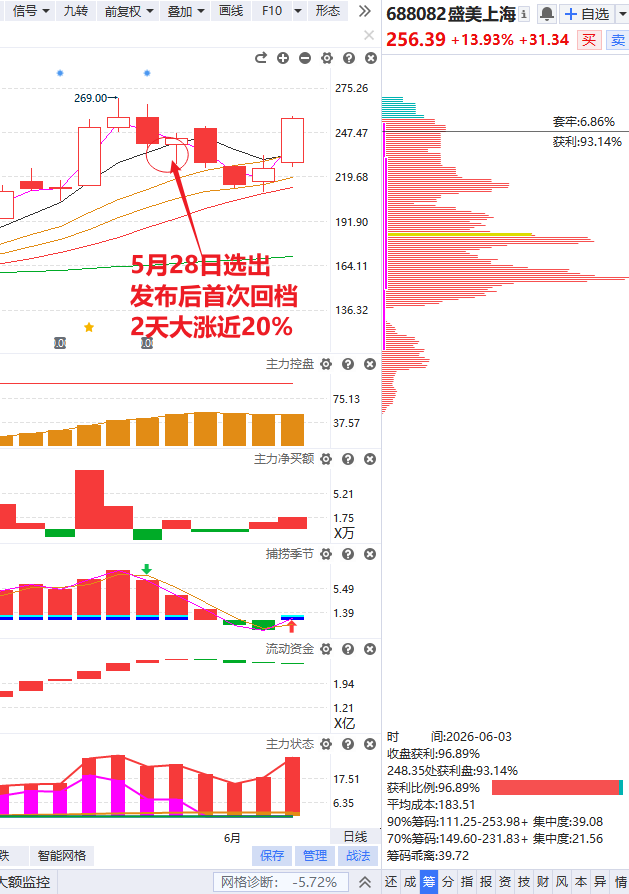 信号 九转 前复权 叠加 画线 F10 形态
688082盛美上海 自选
256.39 +13.93% +31.34 买 卖
269.00
275.26
247.47
219.68
191.90
164.11
136.32
套牢:6.86%
获利:93.14%
5月28日选出
发布后首次回档
2天大涨近20%
主力控盘
75.13
37.57
主力净买额
5.21
1.75
X万
捕捞季节
5.49
1.39
流动资金
1.94
1.21
X亿
主力状态
17.51
6.35
6月 日线
跌 智能网格 保存 管理 战法
大额监控 网格诊断: -5.72%
时 间:2026-06-03
收盘获利:96.89%
248.35处获利盘:93.14%
获利比例:96.89%
平均成本:183.51
90%筹码:111.25-253.98+ 集中度:39.08
70%筹码:149.60-231.83+ 集中度:21.56
筹码乖离:39.72
还 成 筹 分 指 报 资 技 财 风 本 异 情